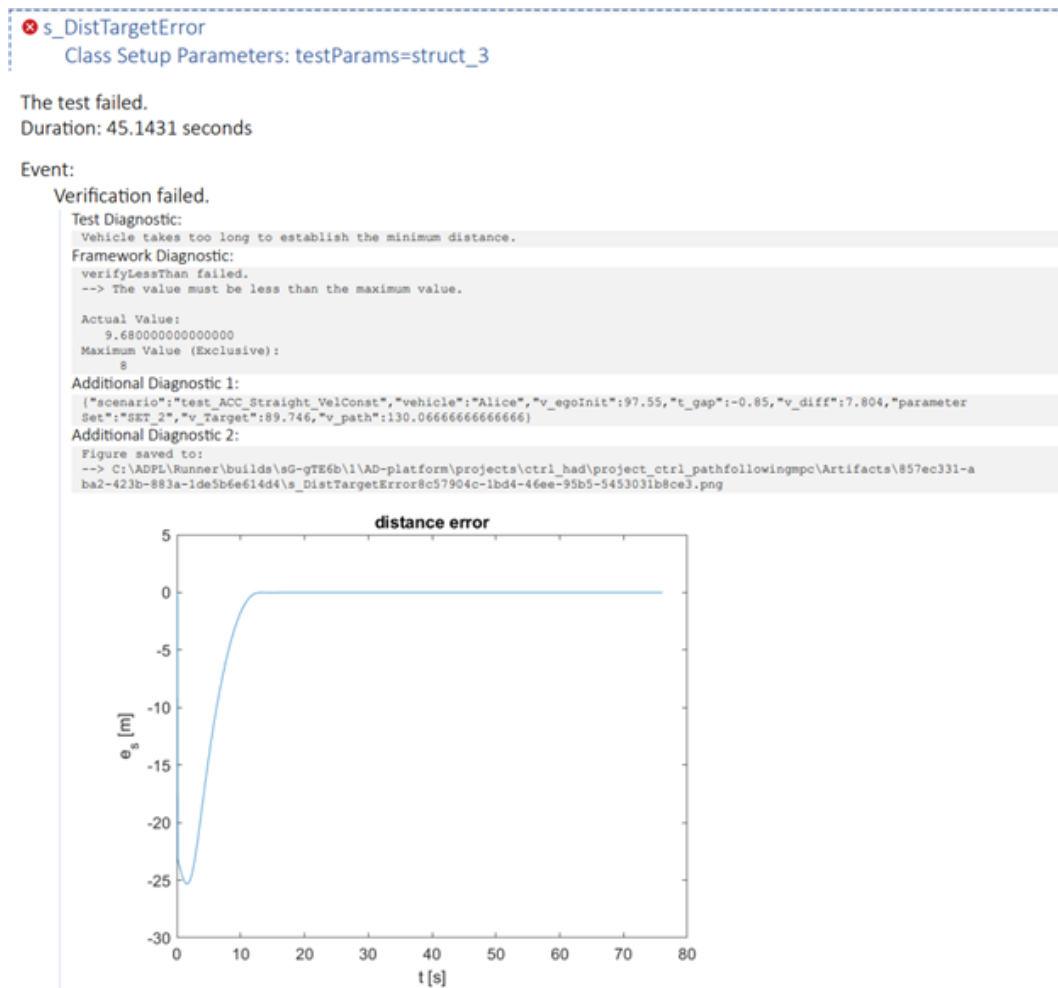 s_DistTargetError
Class Setup Parameters: testParams=struct_3
The test failed.
Duration: 45.1431 seconds
Event:
Verification failed.
Test Diagnostic:
Vehicle takes too long to establish the minimum distance.
Framework Diagnostic:
verifyLessThan failed.
--> The value must be less than the maximum value.
Actual Value:
9.680000000000000
Maximum Value (Exclusive):
8
Additional Diagnostic 1:
{"scenario":"test_ACC_Straight_VelConst","vehicle":"Alice","v_egoInit":97.55,"t_gap":-0.85,"v_diff":7.804,"parameter
Set":"SET_2","v_Target":89.746,"v_path":130.06666666666666}
Additional Diagnostic 2:
Figure saved to:
--> C:\ADPL\Runner\builds\sG-gTE6b\1\AD-platform\projects\ctrl_had\project_ctrl_pathfollowingmpc\Artifacts\857ec331-a
ba2-423b-883a-1de5b6e614d4\s_DistTargetError8c57904c-1bd4-46ee-95b5-5453031b8ce3.png
distance error
5
0
-5
-10
-15
-20
-25
-30
e_s [m]
0 10 20 30 40 50 60 70 80
t [s]